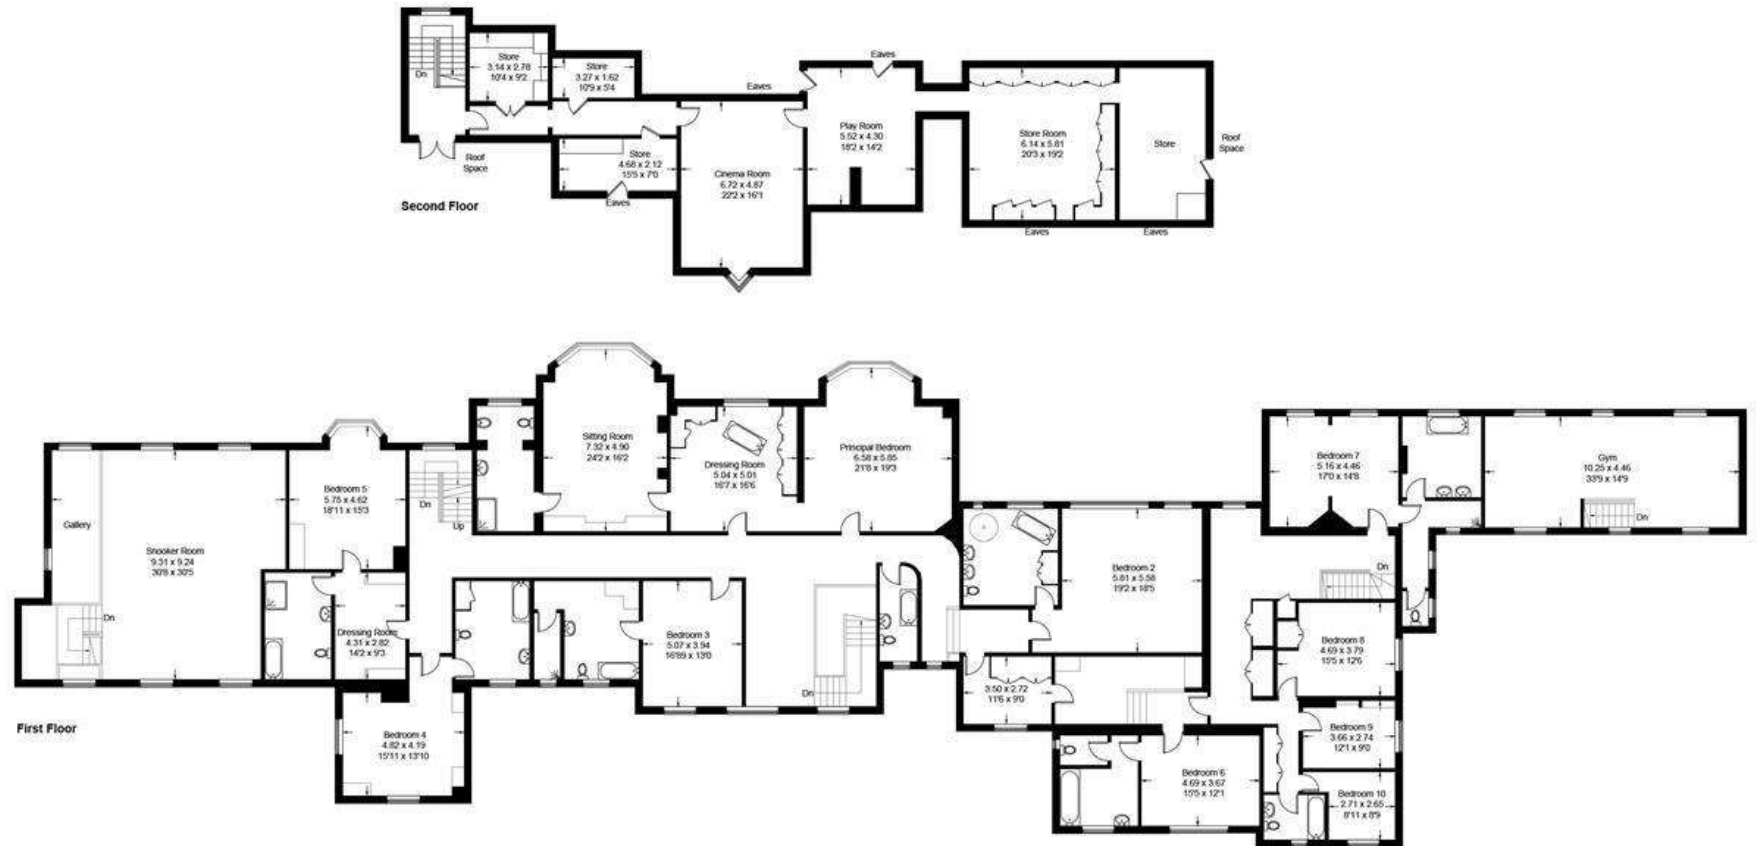 Dn
Store
3.14 x 2.78
10'4 x 9'2
Store
3.27 x 1.62
10'9 x 5'4
Eaves
Eaves
Play Room
5.52 x 4.30
18'2 x 14'2
Store Room
6.14 x 5.81
20'3 x 19'2
Store
Roof
Space
Roof
Space
Store
4.68 x 2.12
15'5 x 7'0
Cinema Room
6.72 x 4.87
22'2 x 16'1
Eaves
Eaves
Eaves
Second Floor
Gallery
Snooker Room
9.31 x 9.24
30'8 x 30'5
Dn
Bedroom 5
5.75 x 4.62
18'11 x 15'3
Dn
Up
Sitting Room
7.32 x 4.90
24'2 x 16'2
Dressing Room
5.04 x 5.01
16'7 x 16'6
Principal Bedroom
6.58 x 5.85
21'8 x 19'3
Bedroom 7
5.16 x 4.46
17'0 x 14'8
Gym
10.25 x 4.46
33'9 x 14'9
Dn
Dressing Room
4.31 x 2.82
14'2 x 9'3
Bedroom 3
5.07 x 3.94
16'89 x 13'0
Dn
Bedroom 2
5.81 x 5.58
19'2 x 18'5
Dn
Bedroom 8
4.69 x 3.79
15'5 x 12'6
3.50 x 2.72
11'6 x 9'0
Bedroom 4
4.82 x 4.19
15'11 x 13'10
Bedroom 9
3.66 x 2.74
12'1 x 9'0
Bedroom 6
4.69 x 3.67
15'5 x 12'1
Bedroom 10
2.71 x 2.65
8'11 x 8'9
First Floor